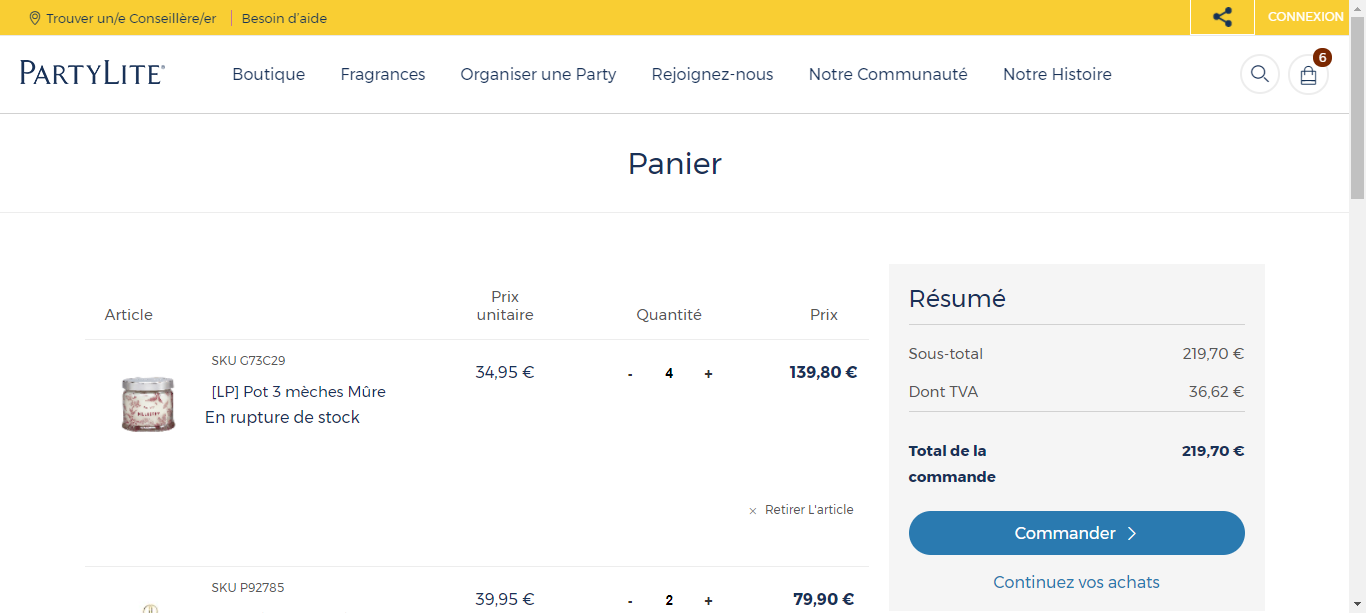 Trouver un/e Conseillère/er
Besoin d'aide
CONNEXION
PARTYLITE®
Boutique
Fragrances
Organiser une Party
Rejoignez-nous
Notre Communauté
Notre Histoire
6
Panier
Article
Prix
unitaire
Quantité
Prix
SKU G73C29
[LP] Pot 3 mèches Mûre
En rupture de stock
34,95 €
- 4 +
139,80 €
× Retirer L'article
SKU P92785
39,95 €
- 2 +
79,90 €
Résumé
Sous-total 219,70 €
Dont TVA 36,62 €
Total de la 219,70 €
commande
Commander
Continuez vos achats